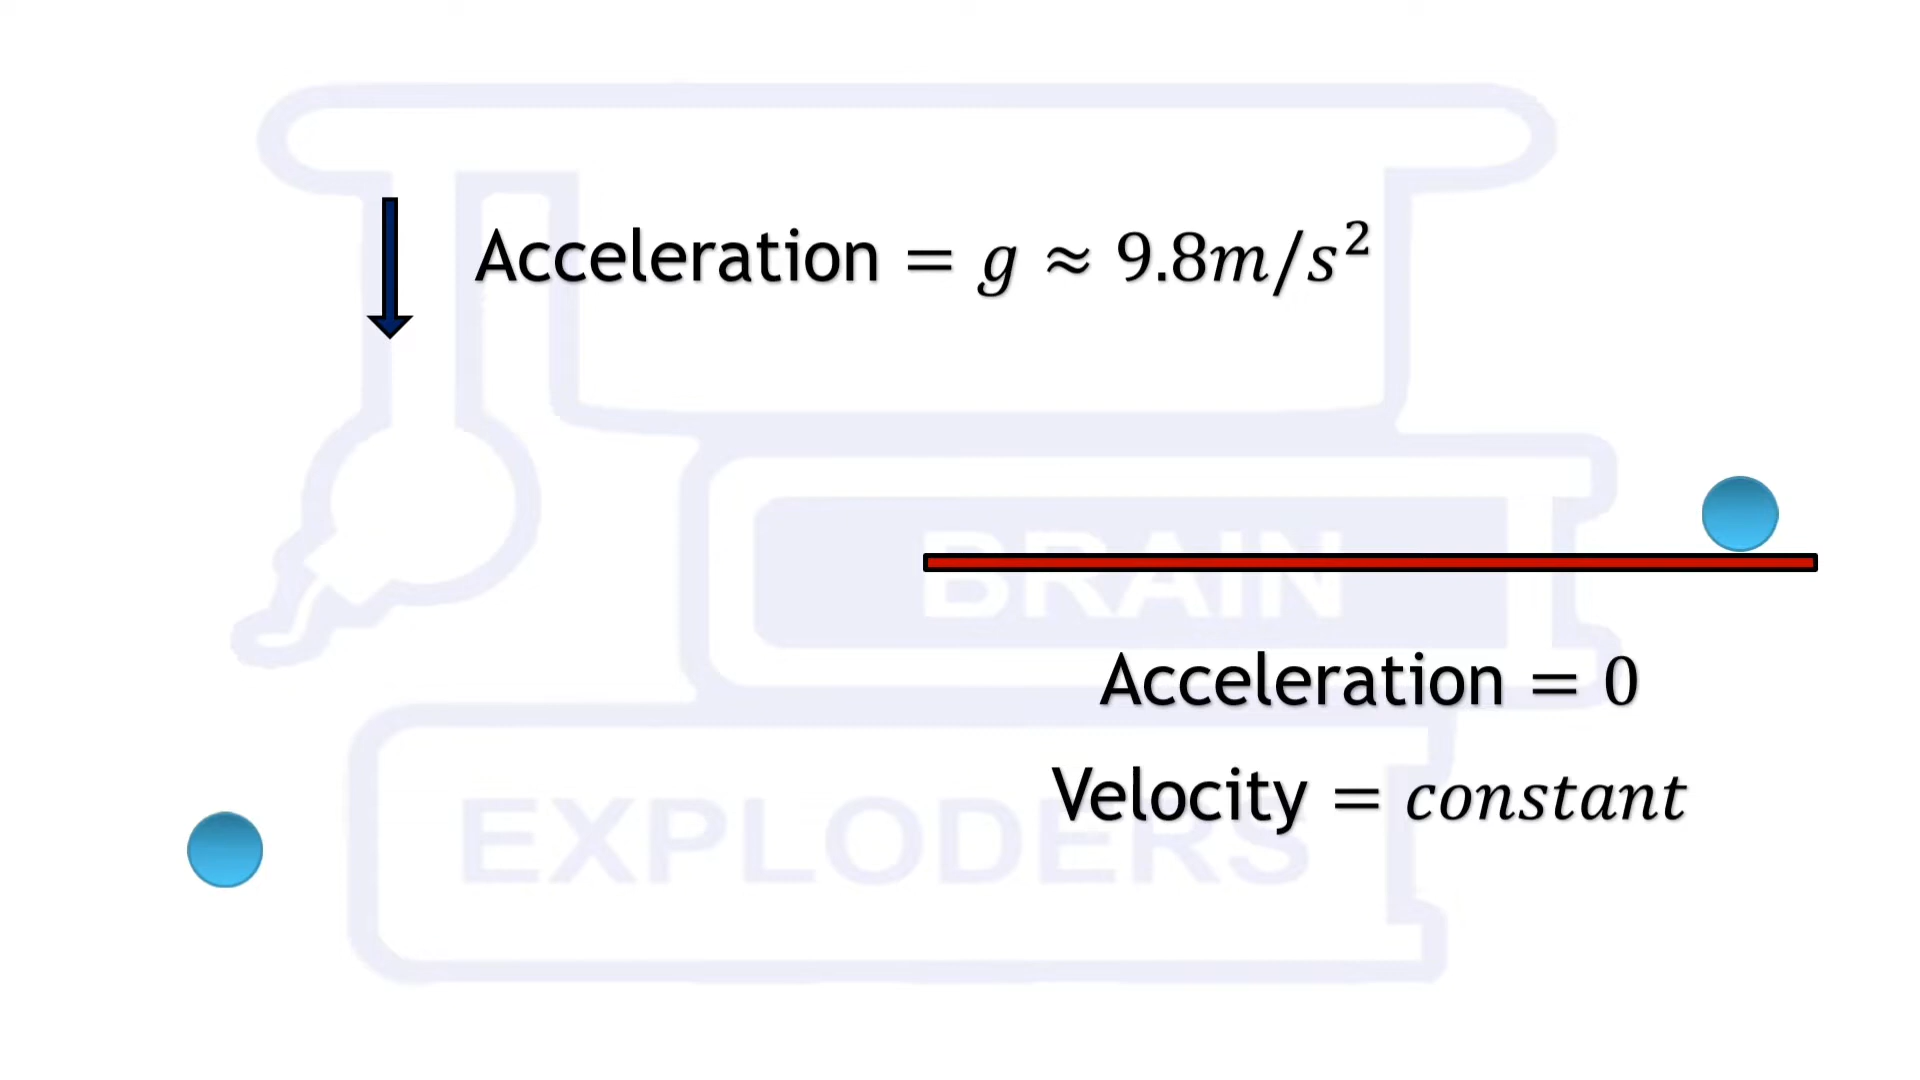 Acceleration = g ≈ 9.8m/s²
BRAIN
Acceleration = 0
Velocity = constant
EXPLODERS